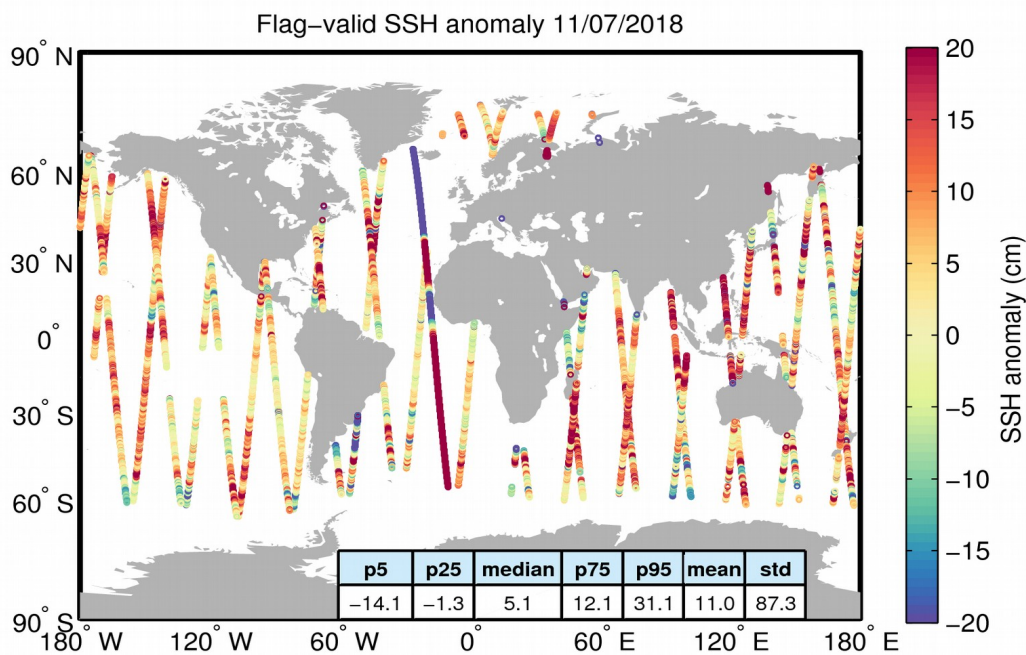 Flag−valid SSH anomaly 11/07/2018
90° N
60° N
30° N
0°
30° S
60° S
90° S
180° W
120° W
60° W
0°
60° E
120° E
180° E
p5 p25 median p75 p95 mean std
−14.1 −1.3 5.1 12.1 31.1 11.0 87.3
20
15
10
5
0
−5
−10
−15
−20
SSH anomaly (cm)